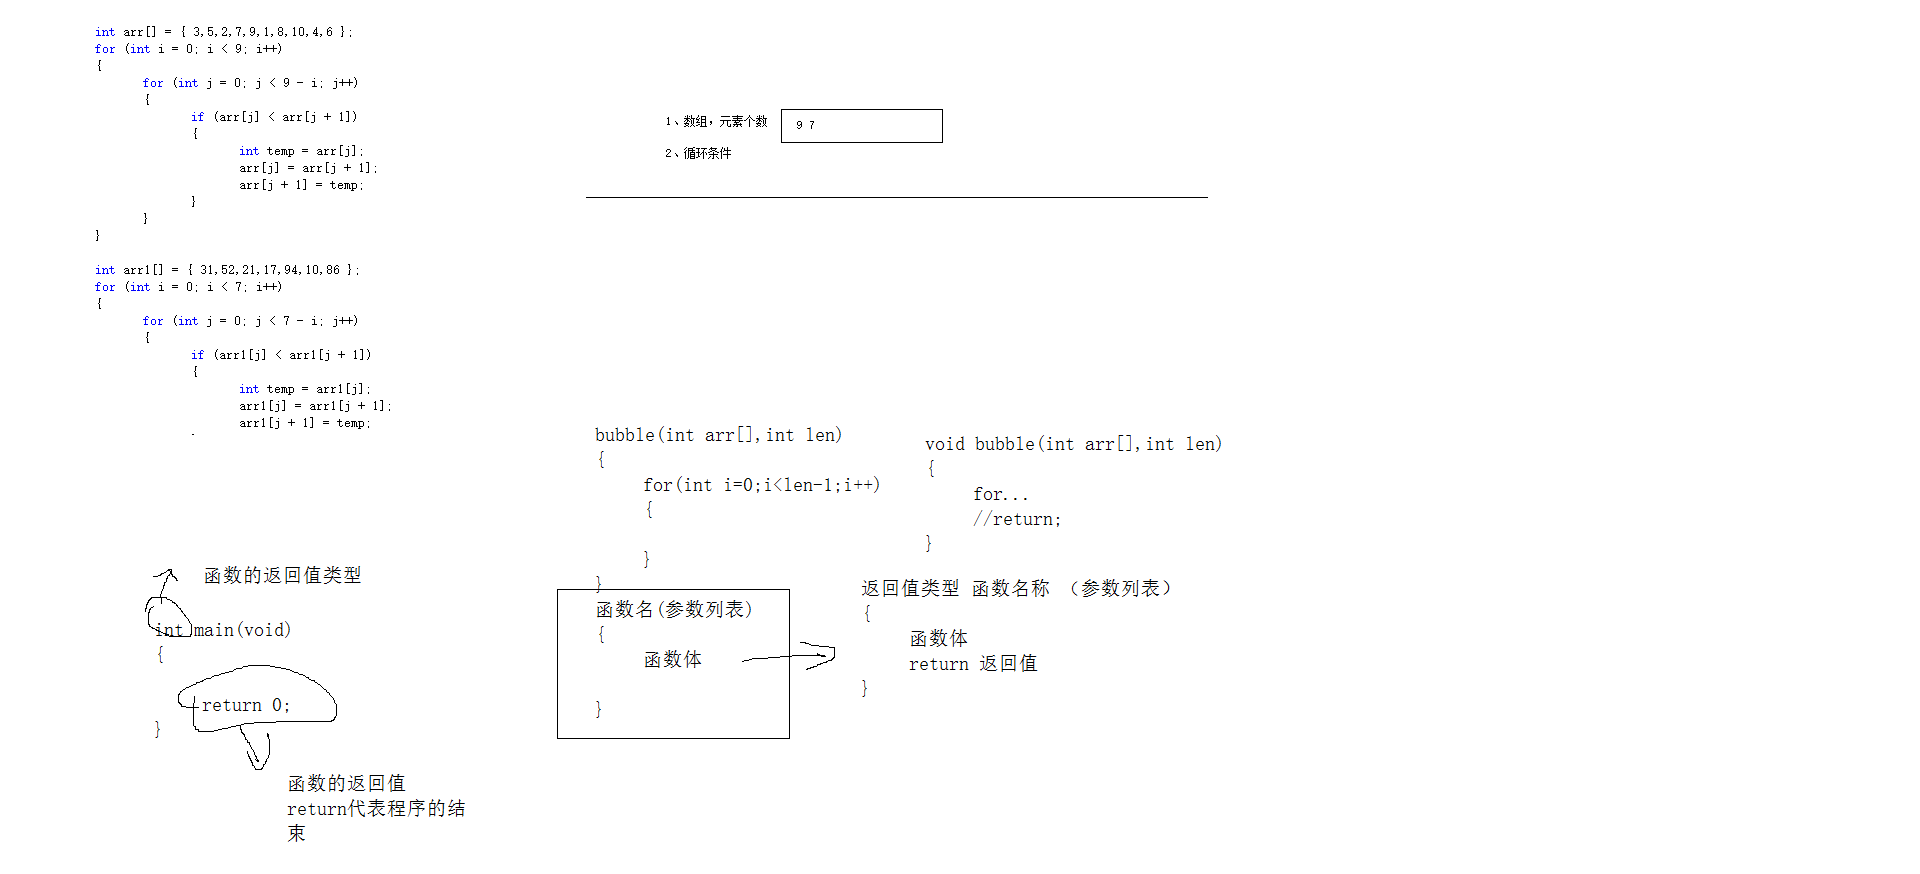 int arr[] = { 3,5,2,7,9,1,8,10,4,6 };
for (int i = 0; i < 9; i++)
{
for (int j = 0; j < 9 - i; j++)
{
if (arr[j] < arr[j + 1])
{
int temp = arr[j];
arr[j] = arr[j + 1];
arr[j + 1] = temp;
}
}
}
int arr1[] = { 31,52,21,17,94,10,86 };
for (int i = 0; i < 7; i++)
{
for (int j = 0; j < 7 - i; j++)
{
if (arr1[j] < arr1[j + 1])
{
int temp = arr1[j];
arr1[j] = arr1[j + 1];
arr1[j + 1] = temp;
1、数组，元素个数
9 7
2、循环条件
bubble(int arr[],int len)
{
for(int i=0;i<len-1;i++)
{
}
}
void bubble(int arr[],int len)
{
for...
//return;
}
函数的返回值类型
int main(void)
{
return 0;
}
函数的返回值
return代表程序的结
束
函数名(参数列表)
{
函数体
}
返回值类型 函数名称 （参数列表）
{
函数体
return 返回值
}